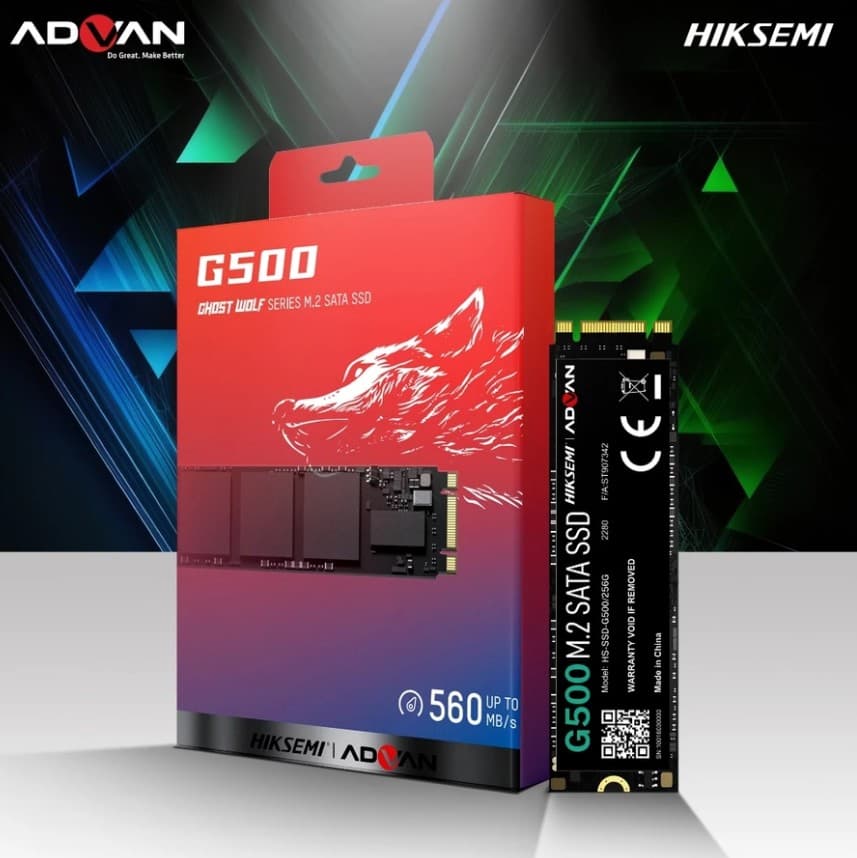 ADVAN
Do Great. Make Better
HIKSEMI
G500
GHOST WOLF SERIES M.2 SATA SSD
560 UP TO
MB/s
HIKSEMI | ADVAN
G500 M.2 SATA SSD HIKSEMI | ADVAN
Model: HS-SSD-G500/256G 2280 F/A:ST907342
WARRANTY VOID IF REMOVED
Made in China
CE